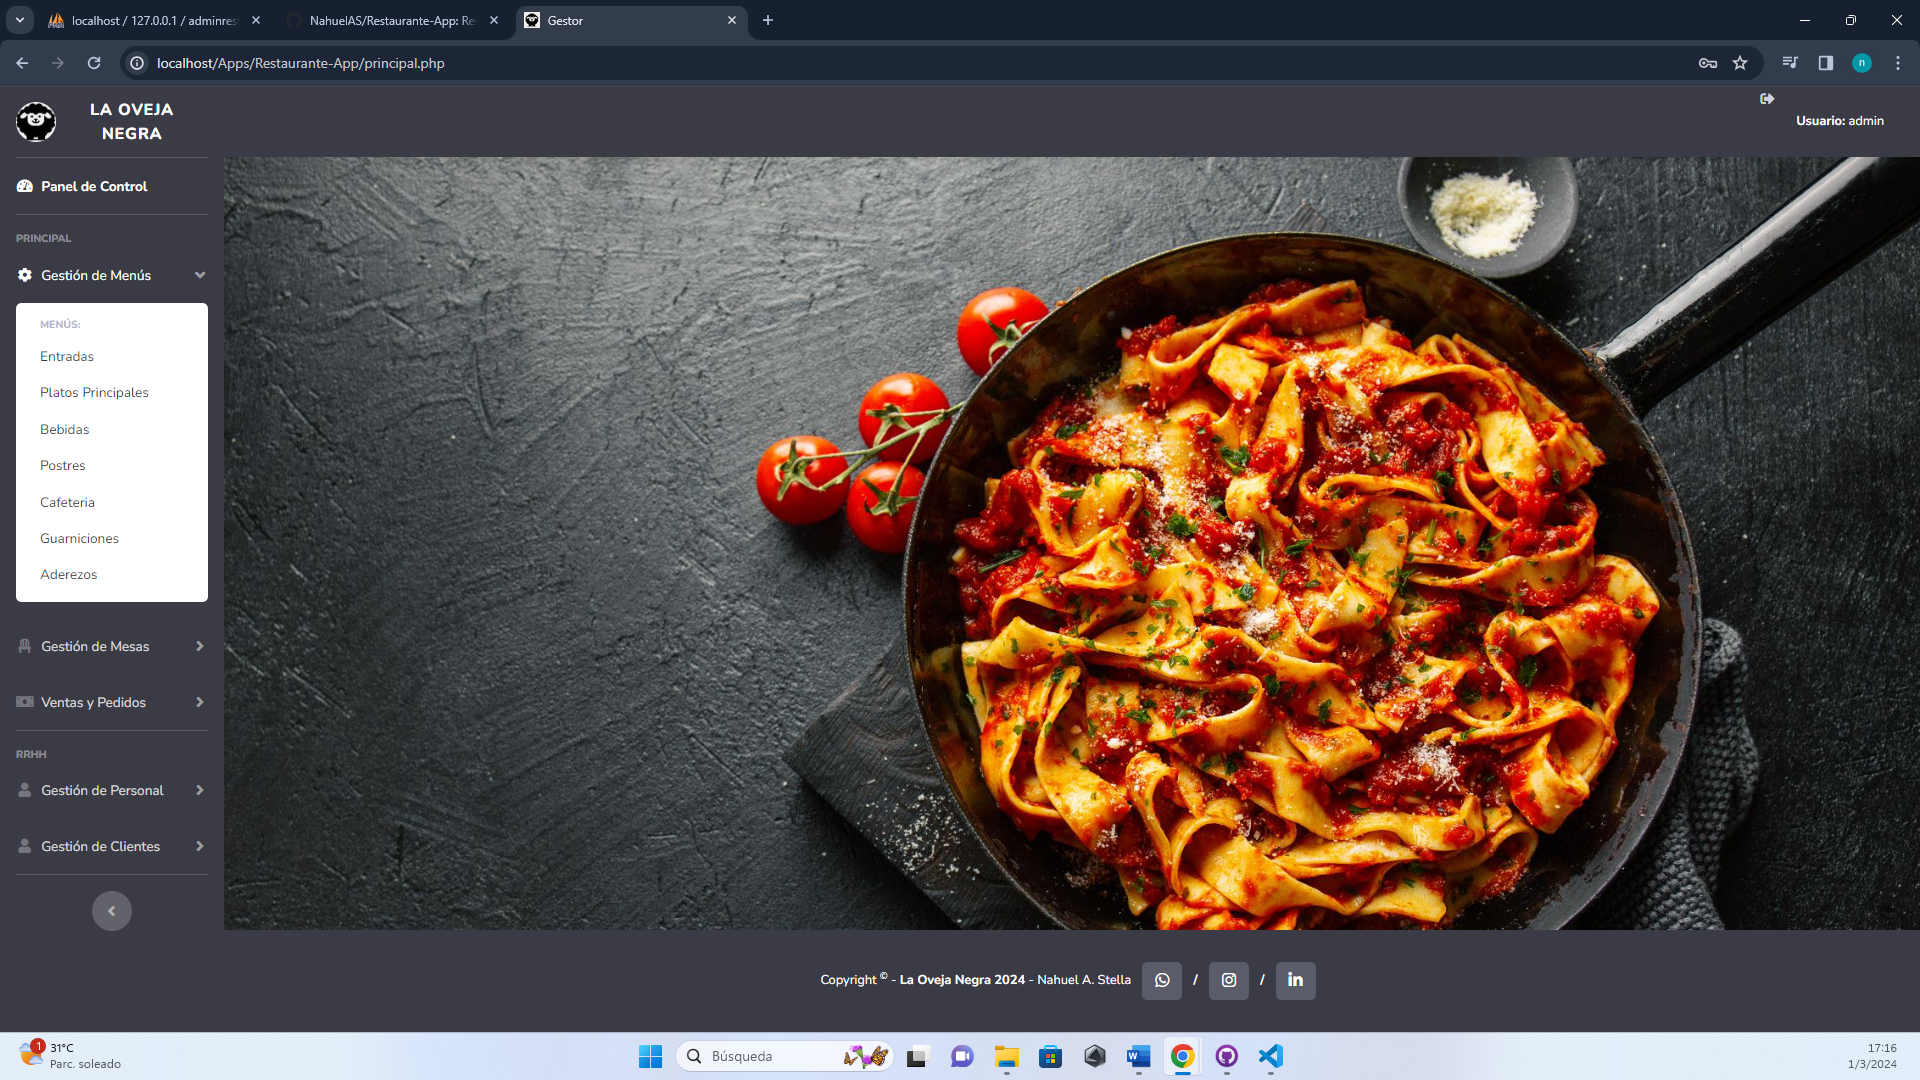 localhost / 127.0.0.1 / adminres
NahuelAS/Restaurante-App: Re
Gestor
localhost/Apps/Restaurante-App/principal.php
n
LA OVEJA
NEGRA
Usuario: admin
Panel de Control
PRINCIPAL
Gestión de Menús
MENÚS:
Entradas
Platos Principales
Bebidas
Postres
Cafeteria
Guarniciones
Aderezos
Gestión de Mesas
Ventas y Pedidos
RRHH
Gestión de Personal
Gestión de Clientes
Copyright © - La Oveja Negra 2024 - Nahuel A. Stella
/
/
1
31°C
Parc. soleado
Búsqueda
17:16
1/3/2024